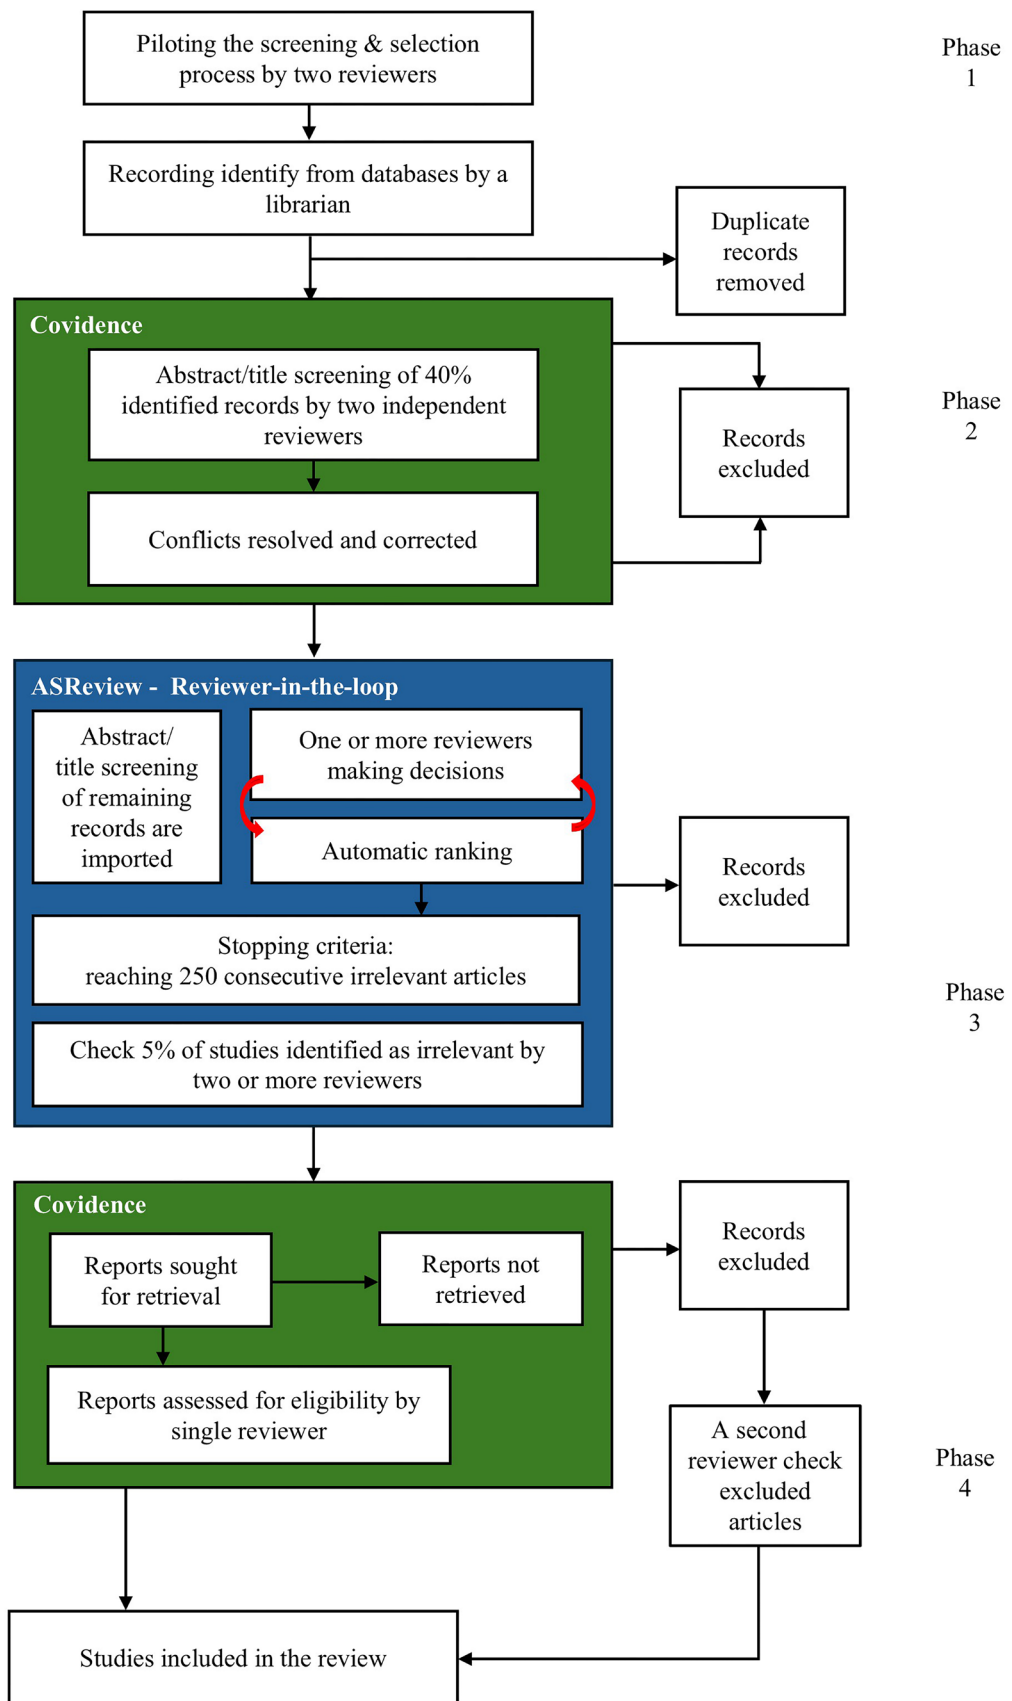 Piloting the screening & selection
process by two reviewers
Phase
1
Recording identify from databases by a
librarian
Duplicate
records
removed
Covidence
Abstract/title screening of 40%
identified records by two independent
reviewers
Conflicts resolved and corrected
Records
excluded
Phase
2
ASReview -  Reviewer-in-the-loop
Abstract/
title screening
of remaining
records are
imported
One or more reviewers
making decisions
Automatic ranking
Stopping criteria:
reaching 250 consecutive irrelevant articles
Check 5% of studies identified as irrelevant by
two or more reviewers
Records
excluded
Phase
3
Covidence
Reports sought
for retrieval
Reports not
retrieved
Reports assessed for eligibility by
single reviewer
Records
excluded
A second
reviewer check
excluded
articles
Phase
4
Studies included in the review